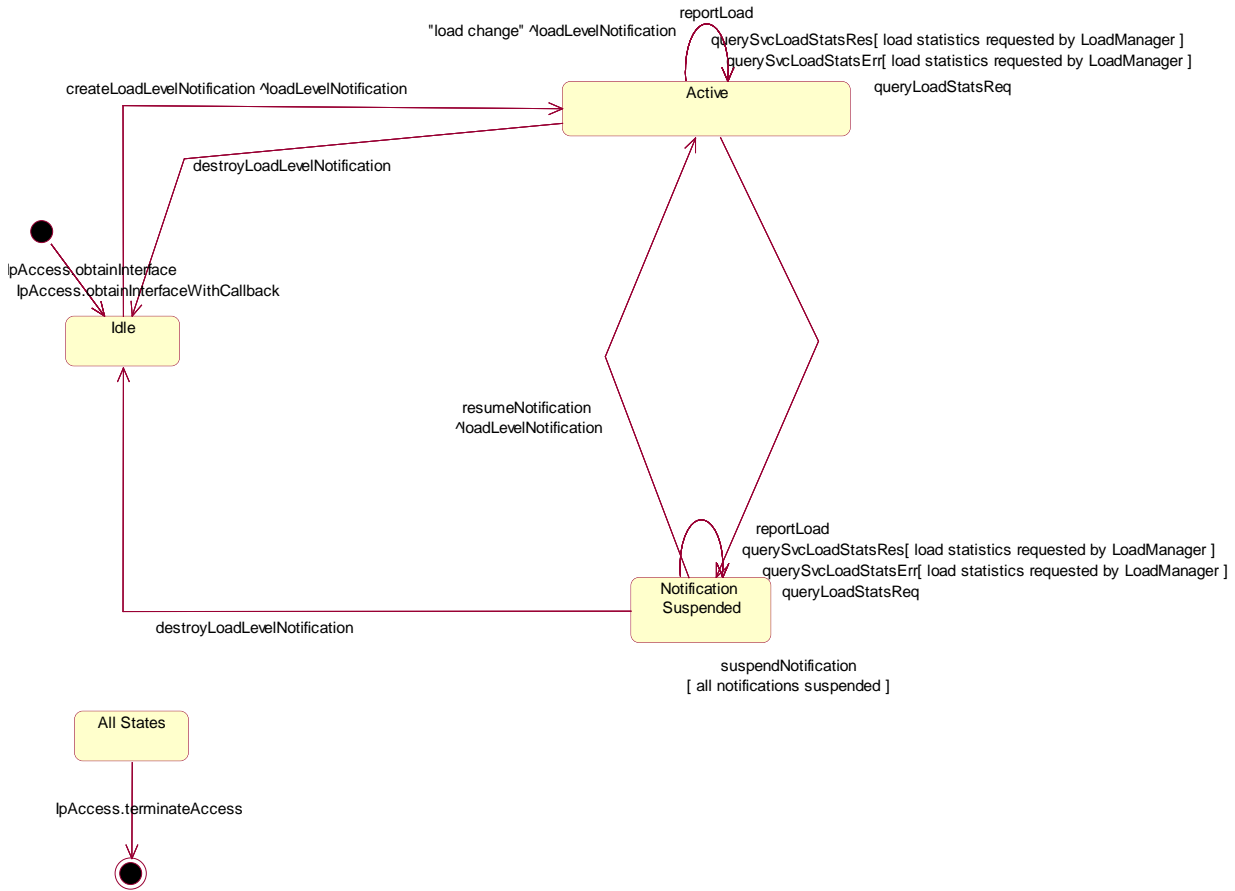 reportLoad
"load change" ^loadLevelNotification
querySvcLoadStatsRes[ load statistics requested by LoadManager ]
querySvcLoadStatsErr[ load statistics requested by LoadManager ]
queryLoadStatsReq
Active
createLoadLevelNotification ^loadLevelNotification
destroyLoadLevelNotification
IpAccess.obtainInterface
IpAccess.obtainInterfaceWithCallback
Idle
resumeNotification
^loadLevelNotification
reportLoad
querySvcLoadStatsRes[ load statistics requested by LoadManager ]
querySvcLoadStatsErr[ load statistics requested by LoadManager ]
queryLoadStatsReq
Notification
Suspended
destroyLoadLevelNotification
suspendNotification
[ all notifications suspended ]
All States
IpAccess.terminateAccess